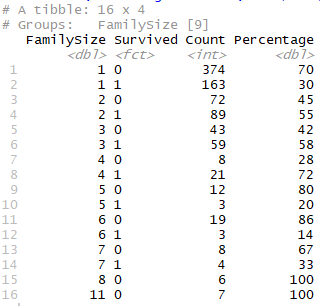 # A tibble: 16 x 4
# Groups: FamilySize [9]
FamilySize Survived Count Percentage
<dbl> <fct> <int> <dbl>
1 1 0 374 70
2 1 1 163 30
3 2 0 72 45
4 2 1 89 55
5 3 0 43 42
6 3 1 59 58
7 4 0 8 28
8 4 1 21 72
9 5 0 12 80
10 5 1 3 20
11 6 0 19 86
12 6 1 3 14
13 7 0 8 67
14 7 1 4 33
15 8 0 6 100
16 11 0 7 100